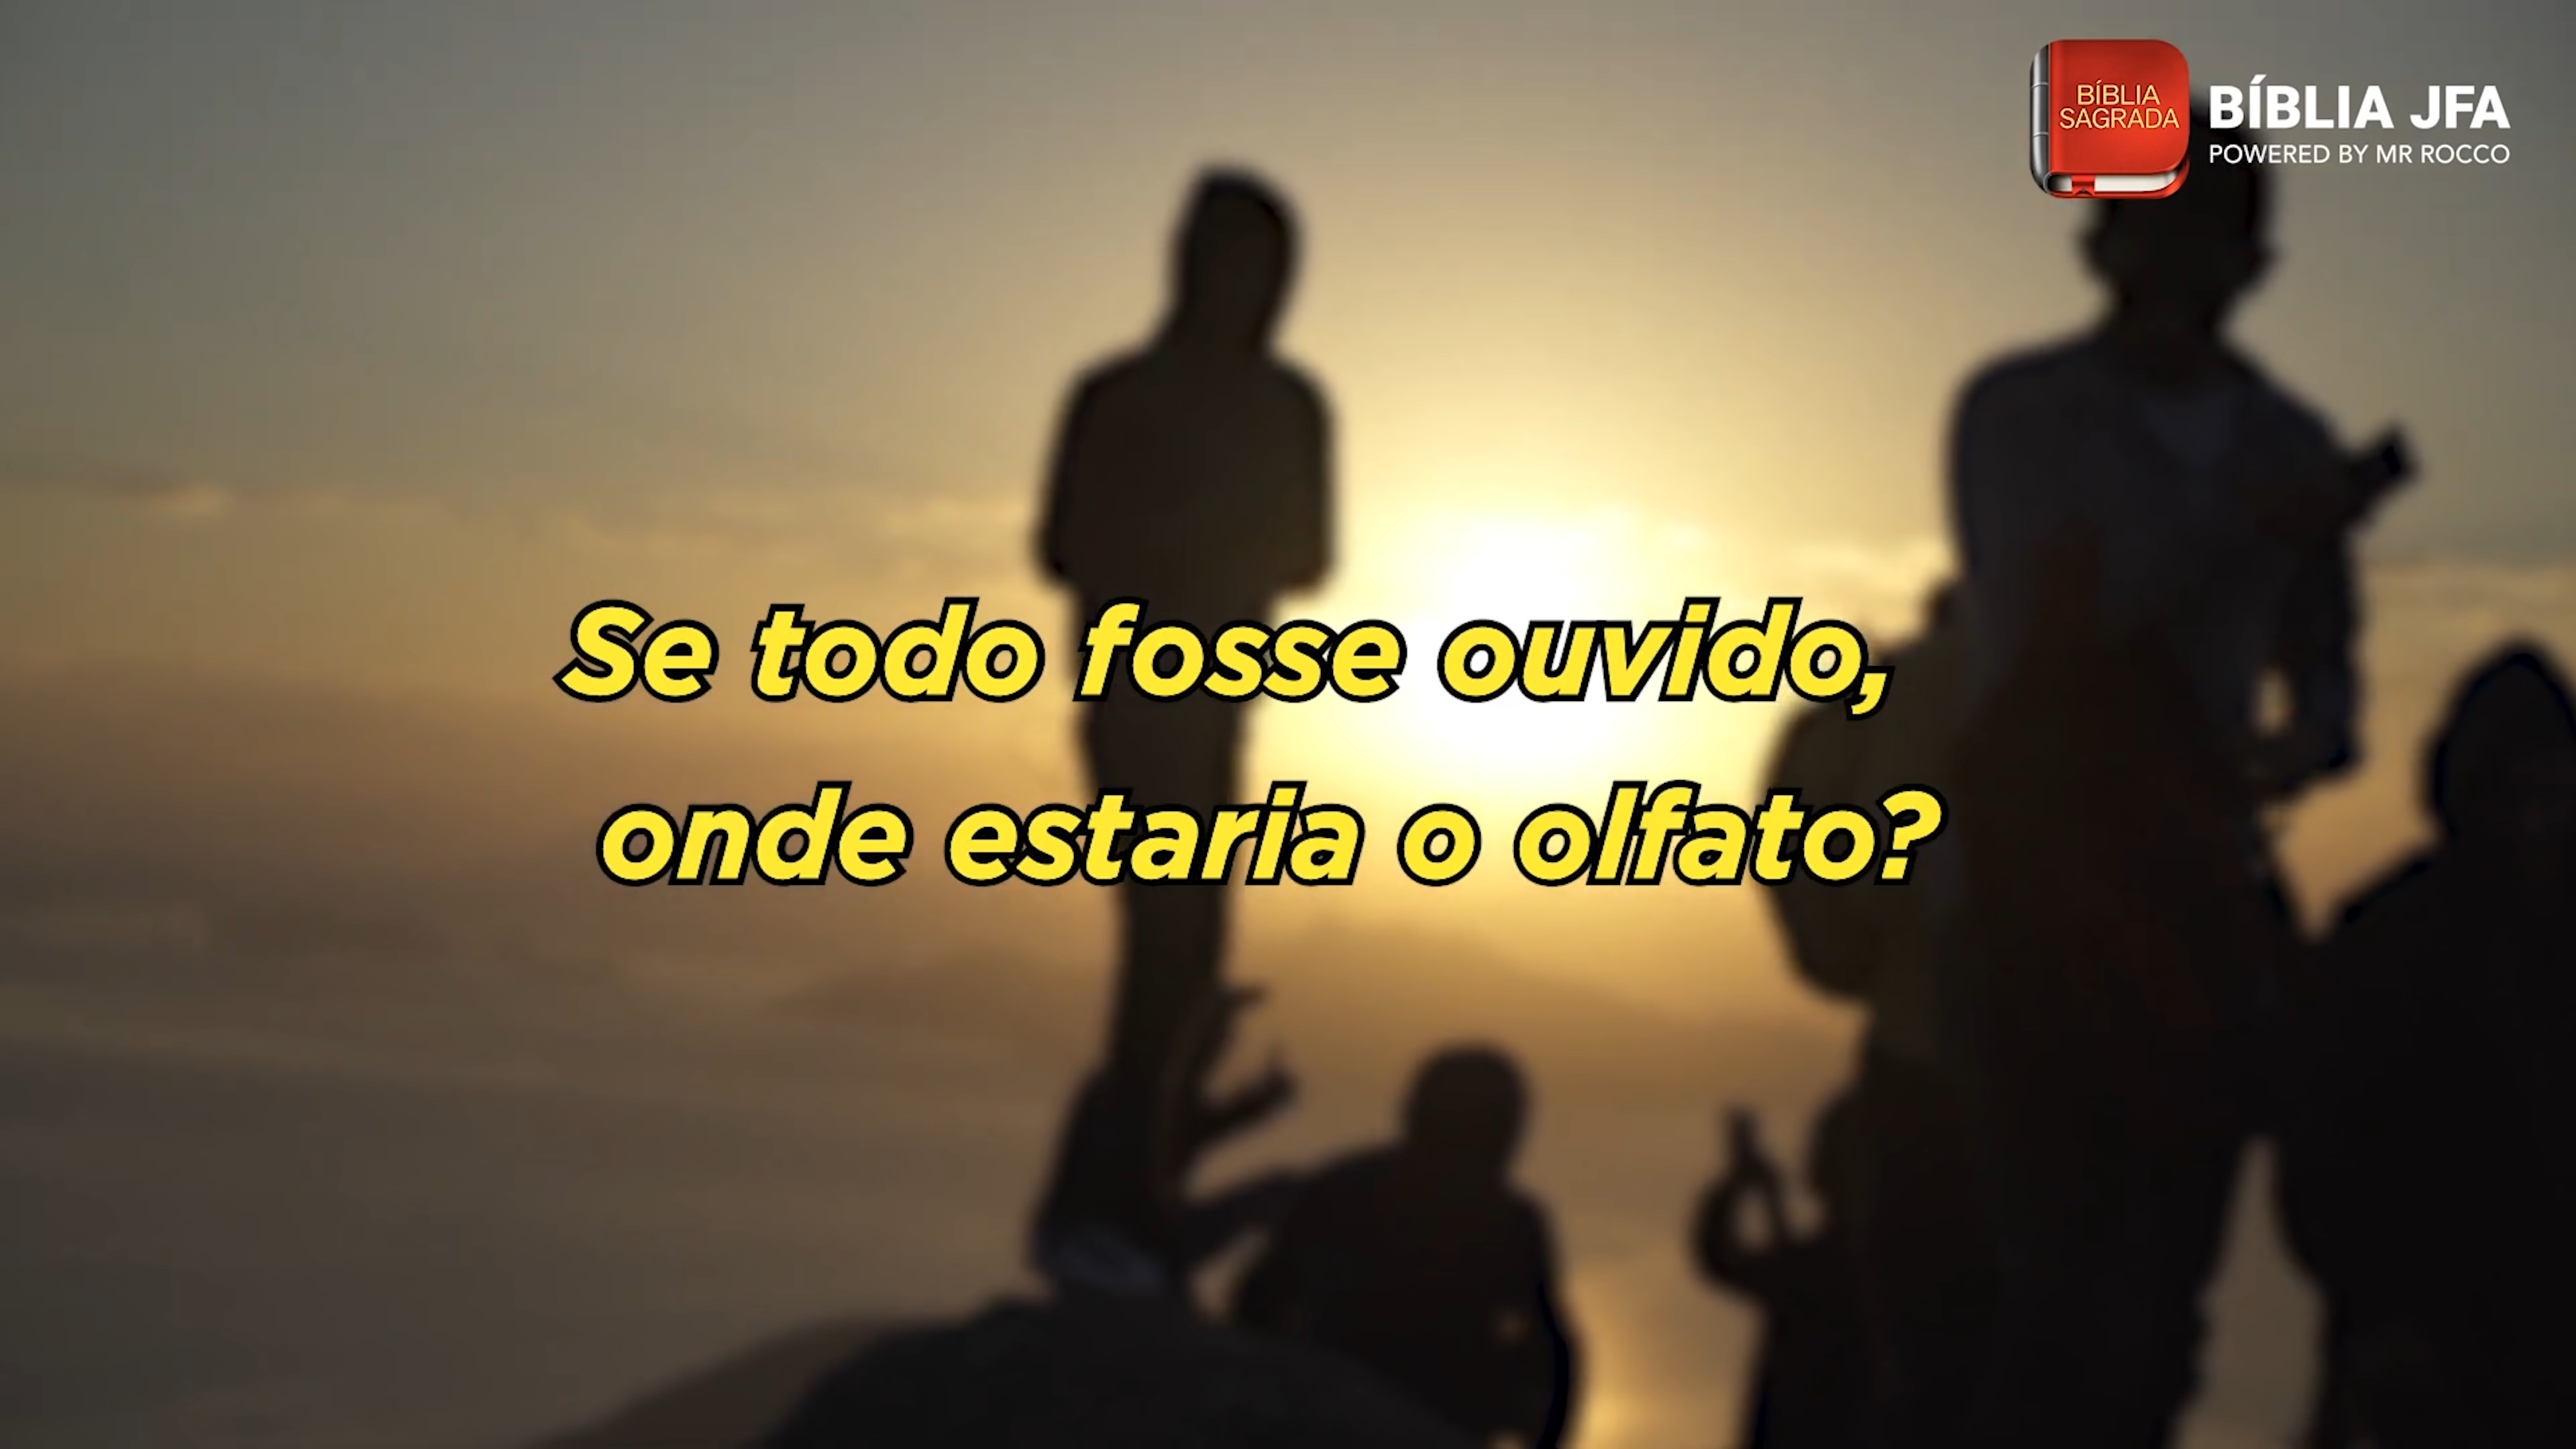 BÍBLIA
SAGRADA
BÍBLIA JFA
POWERED BY MR ROCCO
Se todo fosse ouvido,
onde estaria o olfato?